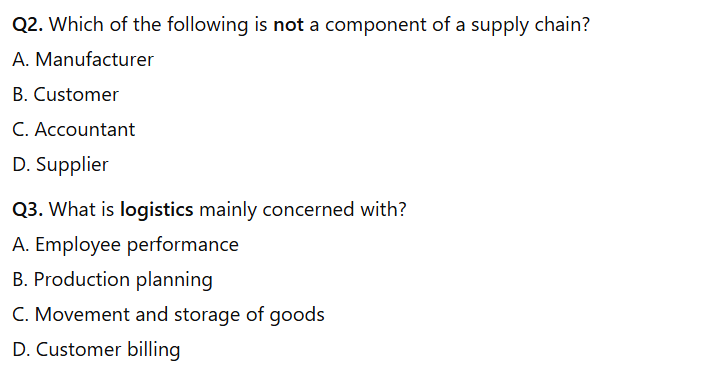 Q2. Which of the following is not a component of a supply chain?
A. Manufacturer
B. Customer
C. Accountant
D. Supplier
Q3. What is logistics mainly concerned with?
A. Employee performance
B. Production planning
C. Movement and storage of goods
D. Customer billing